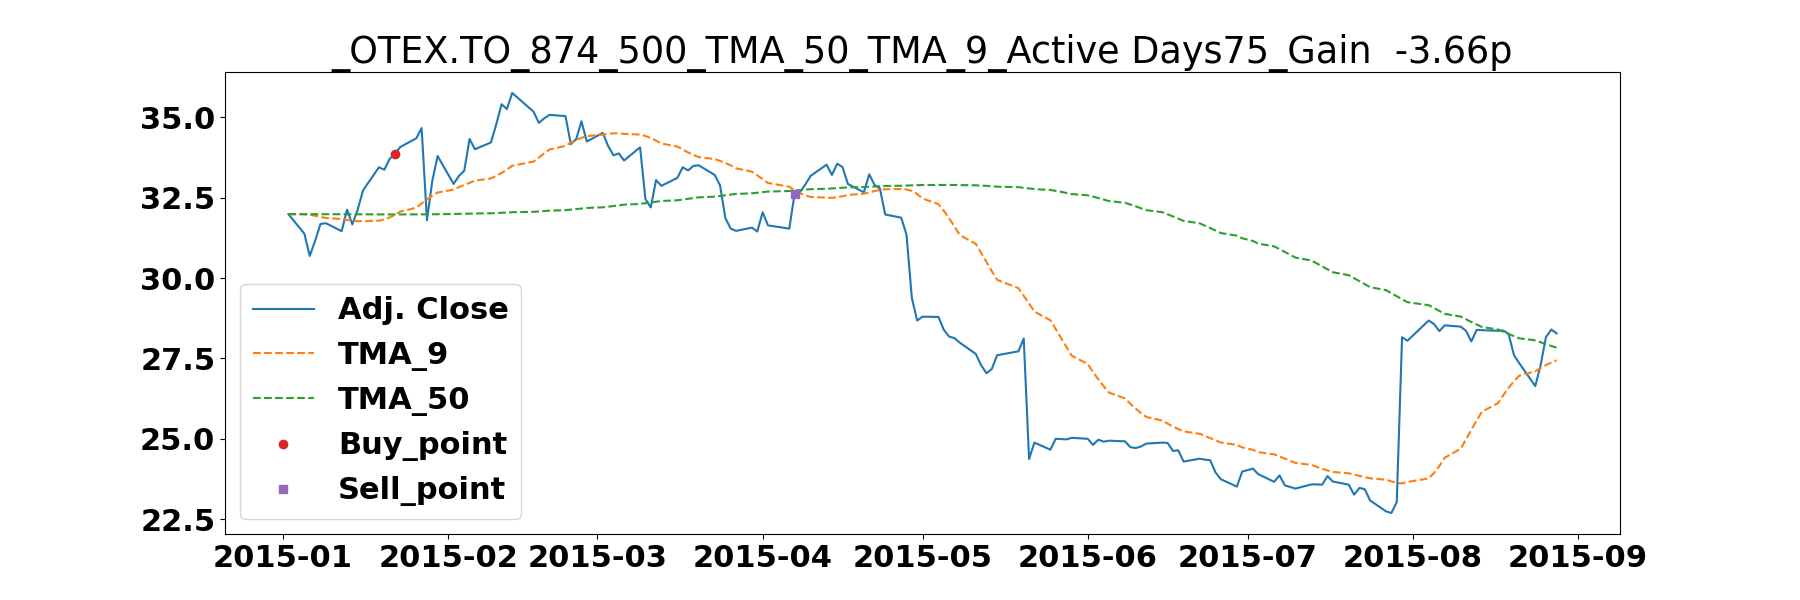 _OTEX.TO_874_500_TMA_50_TMA_9_Active Days75_Gain  -3.66p
35.0
32.5
30.0
27.5
25.0
22.5
Adj. Close
TMA_9
TMA_50
Buy_point
Sell_point
2015-01 2015-02 2015-03 2015-04 2015-05 2015-06 2015-07 2015-08 2015-09